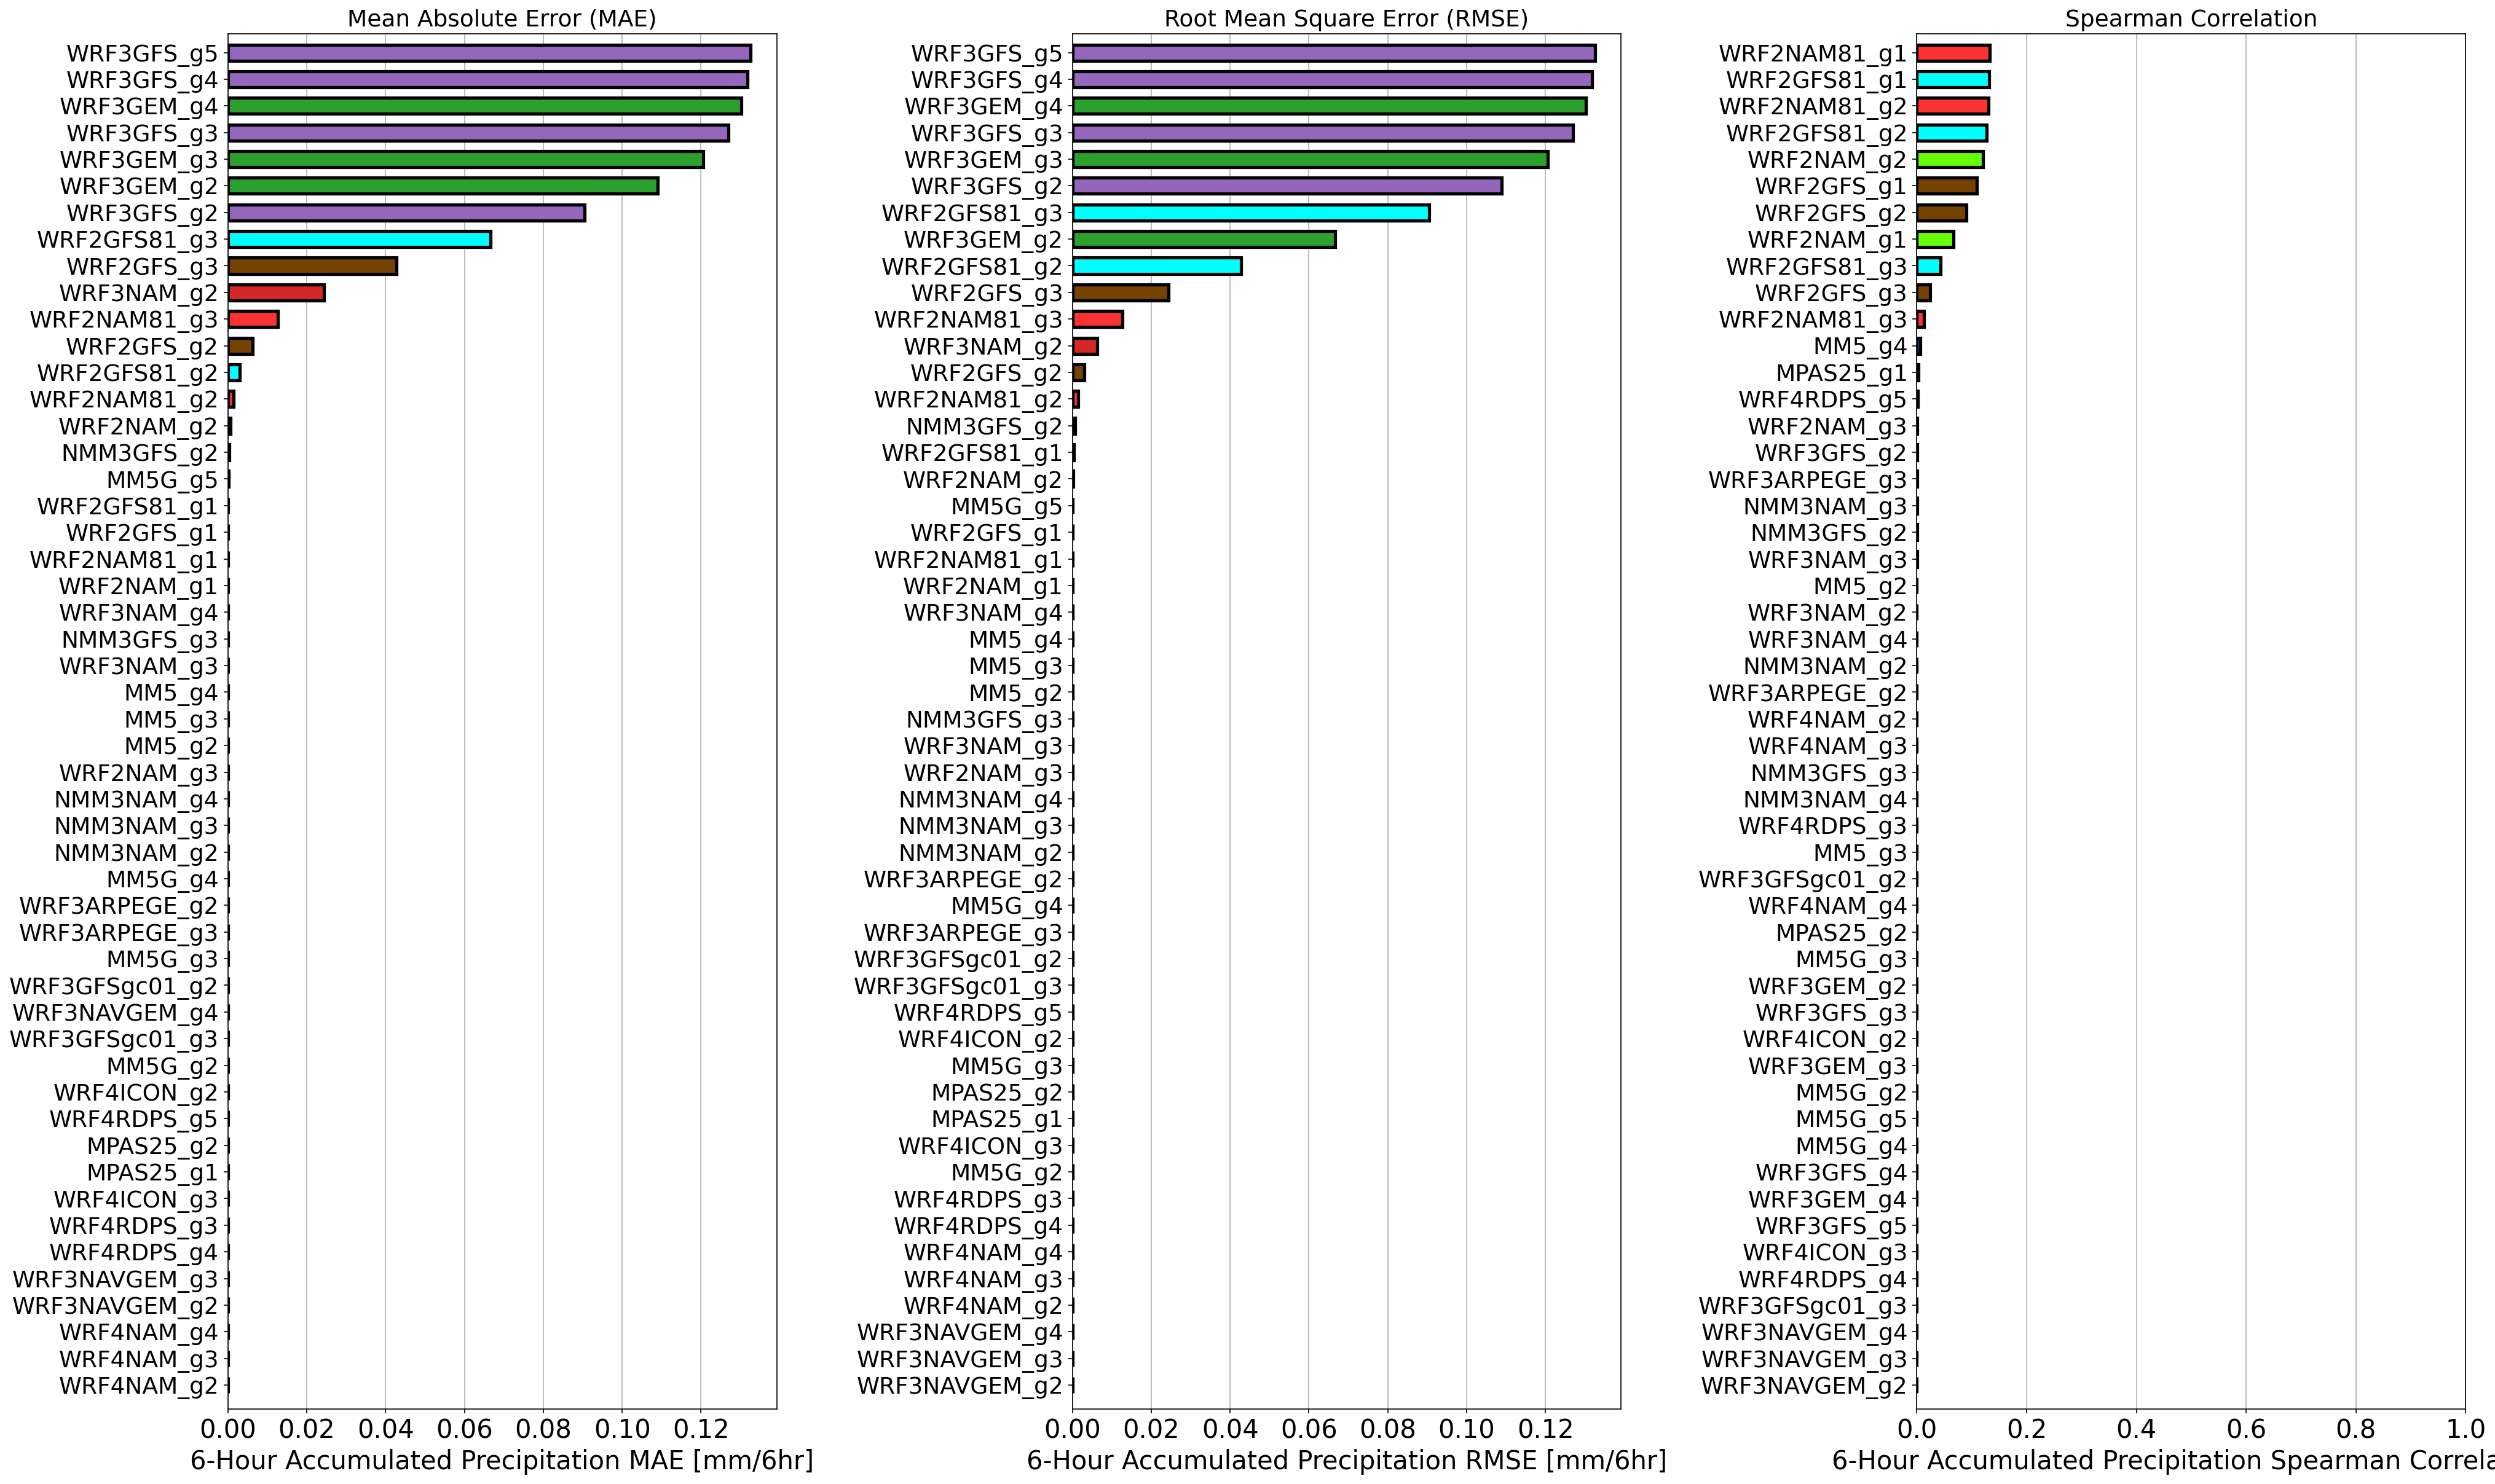 Mean Absolute Error (MAE)
WRF3GFS_g5
WRF3GFS_g4
WRF3GEM_g4
WRF3GFS_g3
WRF3GEM_g3
WRF3GEM_g2
WRF3GFS_g2
WRF2GFS81_g3
WRF2GFS_g3
WRF3NAM_g2
WRF2NAM81_g3
WRF2GFS_g2
WRF2GFS81_g2
WRF2NAM81_g2
WRF2NAM_g2
NMM3GFS_g2
MM5G_g5
WRF2GFS81_g1
WRF2GFS_g1
WRF2NAM81_g1
WRF2NAM_g1
WRF3NAM_g4
NMM3GFS_g3
WRF3NAM_g3
MM5_g4
MM5_g3
MM5_g2
WRF2NAM_g3
NMM3NAM_g4
NMM3NAM_g3
NMM3NAM_g2
MM5G_g4
WRF3ARPEGE_g2
WRF3ARPEGE_g3
MM5G_g3
WRF3GFSgc01_g2
WRF3NAVGEM_g4
WRF3GFSgc01_g3
MM5G_g2
WRF4ICON_g2
WRF4RDPS_g5
MPAS25_g2
MPAS25_g1
WRF4ICON_g3
WRF4RDPS_g3
WRF4RDPS_g4
WRF3NAVGEM_g3
WRF3NAVGEM_g2
WRF4NAM_g4
WRF4NAM_g3
WRF4NAM_g2
0.00 0.02 0.04 0.06 0.08 0.10 0.12
6-Hour Accumulated Precipitation MAE [mm/6hr]
Root Mean Square Error (RMSE)
WRF3GFS_g5
WRF3GFS_g4
WRF3GEM_g4
WRF3GFS_g3
WRF3GEM_g3
WRF3GFS_g2
WRF2GFS81_g3
WRF3GEM_g2
WRF2GFS81_g2
WRF2GFS_g3
WRF2NAM81_g3
WRF3NAM_g2
WRF2GFS_g2
WRF2NAM81_g2
NMM3GFS_g2
WRF2GFS81_g1
WRF2NAM_g2
MM5G_g5
WRF2GFS_g1
WRF2NAM81_g1
WRF2NAM_g1
WRF3NAM_g4
MM5_g4
MM5_g3
MM5_g2
NMM3GFS_g3
WRF3NAM_g3
WRF2NAM_g3
NMM3NAM_g4
NMM3NAM_g3
NMM3NAM_g2
WRF3ARPEGE_g2
MM5G_g4
WRF3ARPEGE_g3
WRF3GFSgc01_g2
WRF3GFSgc01_g3
WRF4RDPS_g5
WRF4ICON_g2
MM5G_g3
MPAS25_g2
MPAS25_g1
WRF4ICON_g3
MM5G_g2
WRF4RDPS_g3
WRF4RDPS_g4
WRF4NAM_g4
WRF4NAM_g3
WRF4NAM_g2
WRF3NAVGEM_g4
WRF3NAVGEM_g3
WRF3NAVGEM_g2
0.00 0.02 0.04 0.06 0.08 0.10 0.12
6-Hour Accumulated Precipitation RMSE [mm/6hr]
Spearman Correlation
WRF2NAM81_g1
WRF2GFS81_g1
WRF2NAM81_g2
WRF2GFS81_g2
WRF2NAM_g2
WRF2GFS_g1
WRF2GFS_g2
WRF2NAM_g1
WRF2GFS81_g3
WRF2GFS_g3
WRF2NAM81_g3
MM5_g4
MPAS25_g1
WRF4RDPS_g5
WRF2NAM_g3
WRF3GFS_g2
WRF3ARPEGE_g3
NMM3NAM_g3
NMM3GFS_g2
WRF3NAM_g3
MM5_g2
WRF3NAM_g2
WRF3NAM_g4
NMM3NAM_g2
WRF3ARPEGE_g2
WRF4NAM_g2
WRF4NAM_g3
NMM3GFS_g3
NMM3NAM_g4
WRF4RDPS_g3
MM5_g3
WRF3GFSgc01_g2
WRF4NAM_g4
MPAS25_g2
MM5G_g3
WRF3GEM_g2
WRF3GFS_g3
WRF4ICON_g2
WRF3GEM_g3
MM5G_g2
MM5G_g5
MM5G_g4
WRF3GFS_g4
WRF3GEM_g4
WRF3GFS_g5
WRF4ICON_g3
WRF4RDPS_g4
WRF3GFSgc01_g3
WRF3NAVGEM_g4
WRF3NAVGEM_g3
WRF3NAVGEM_g2
0.0 0.2 0.4 0.6 0.8 1.0
6-Hour Accumulated Precipitation Spearman Correla